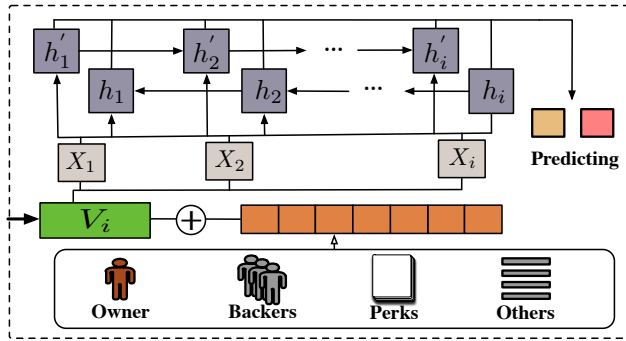 h'₁ h'₂ ... h'ᵢ
h₁ h₂ ... hᵢ
X₁ X₂ Xᵢ
Predicting
Vᵢ +
Owner Backers Perks Others